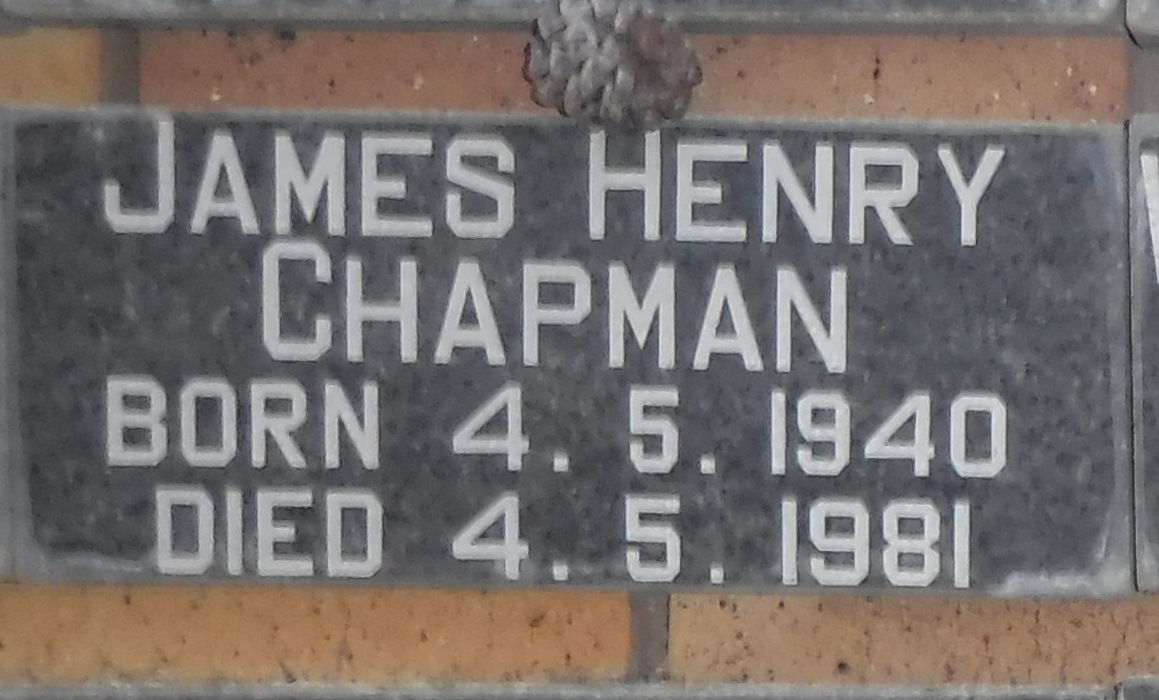 JAMES HENRY
CHAPMAN
BORN 4. 5. 1940
DIED 4. 5. 1981